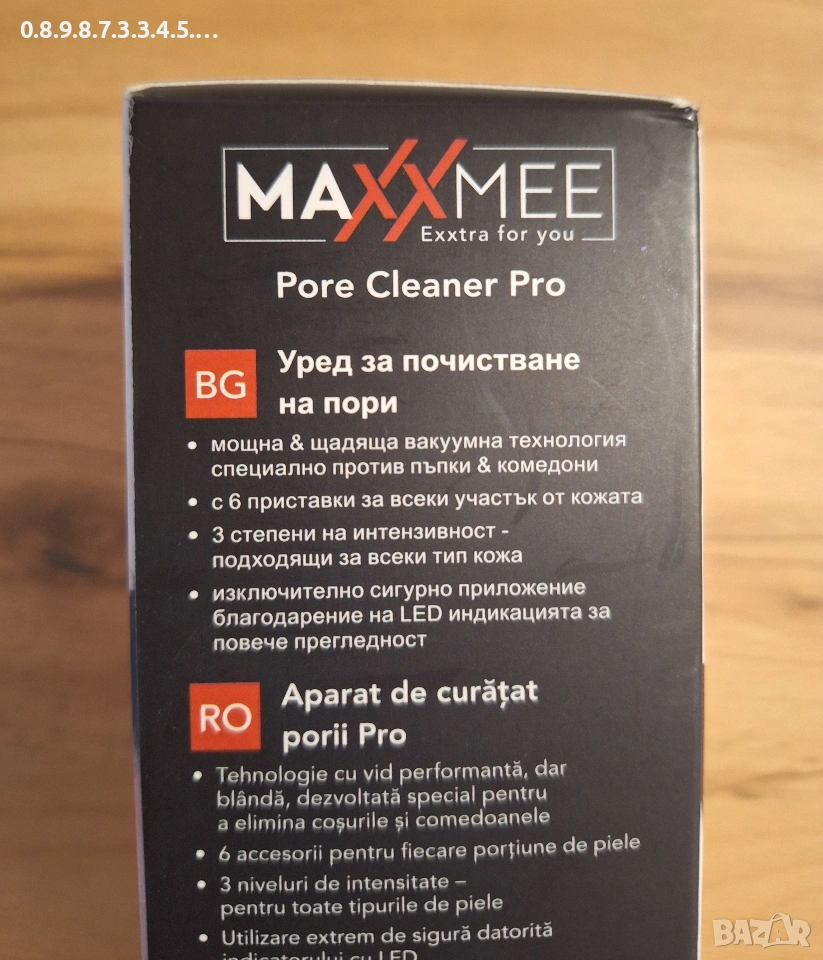 0.8.9.8.7.3.3.4.5....
MAXXMEE
Exxtra for you
Pore Cleaner Pro
BG
Уред за почистване
на пори
• мощна & щадяща вакуумна технология
специално против пъпки & комедони
• с 6 приставки за всеки участък от кожата
• 3 степени на интензивност -
подходящи за всеки тип кожа
• изключително сигурно приложение
благодарение на LED индикацията за
повече прегледност
RO
Aparat de curățat
porii Pro
• Tehnologie cu vid performantă, dar
blândă, dezvoltată special pentru
a elimina coșurile și comedoanele
• 6 accesorii pentru fiecare porțiune de piele
• 3 niveluri de intensitate –
pentru toate tipurile de piele
• Utilizare extrem de sigură datorită
indicatorului cu LED
BAZAR